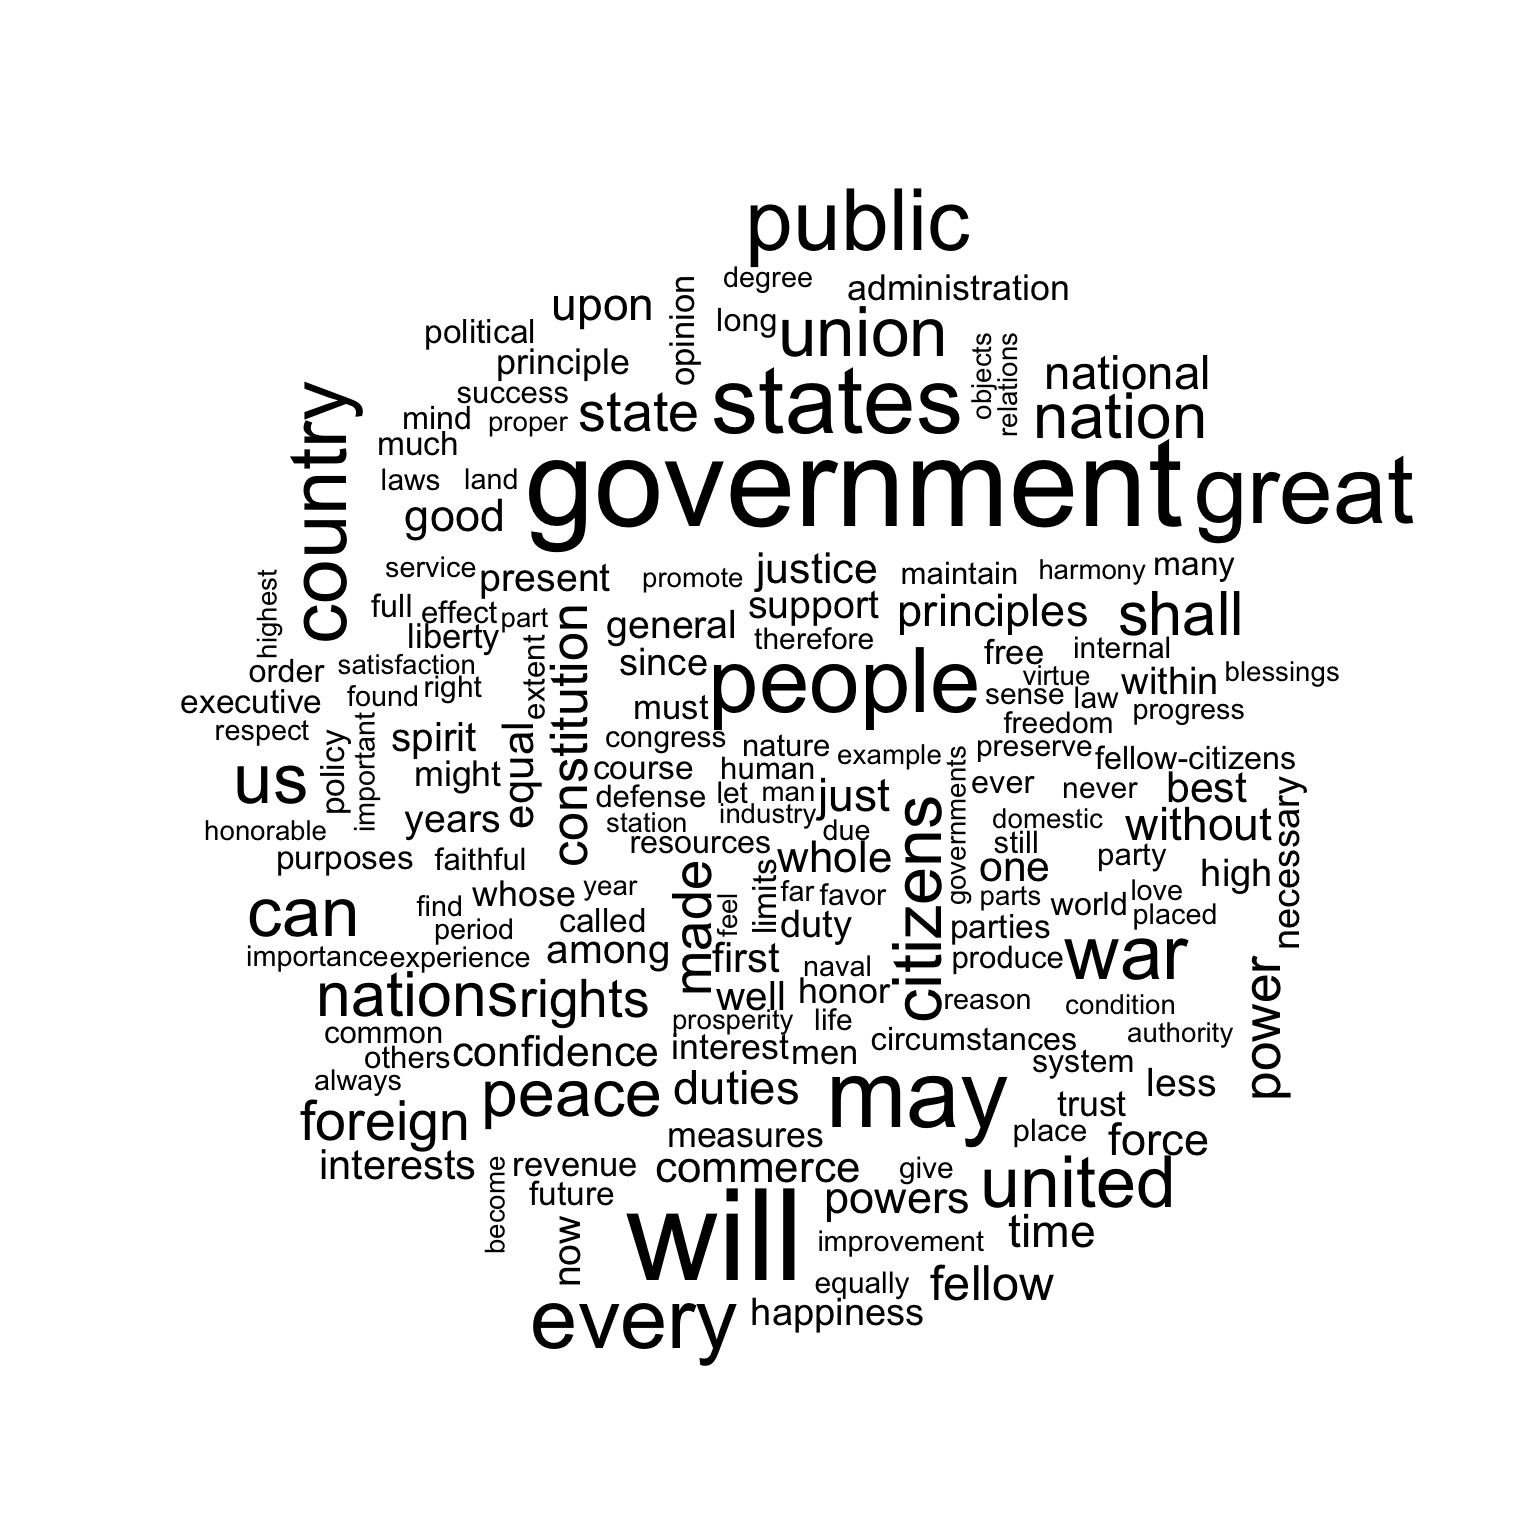 public
degree
administration
upon
opinion
long
union
political
principle
objects
relations
national
success
country
states
mind
proper
state
nation
much
laws
land
government
great
good
service
present
promote
justice
maintain
harmony
many
highest
full
effect
part
constitution
general
support
principles
shall
liberty
therefore
order
satisfaction
extent
since
people
free
internal
executive
found
right
virtue
within
blessings
sense
law
must
freedom
progress
respect
policy
important
spirit
equal
congress
nature
example
governments
preserve
fellow-citizens
us
might
course
human
ever
never
best
necessary
defense
let
man
just
citizens
honorable
years
station
industry
due
domestic
without
purposes
faithful
resources
whole
still
one
party
high
can
find
whose
year
made
feel
limits
far
favor
parts
world
love
period
called
duty
parties
placed
importance
experience
among
first
naval
produce
war
power
nations
rights
well
honor
reason
condition
common
prosperity
life
circumstances
authority
others
confidence
interest
men
system
always
peace
duties
may
less
trust
foreign
measures
place
force
interests
become
revenue
commerce
give
united
future
powers
now
will
improvement
time
equally
fellow
every
happiness